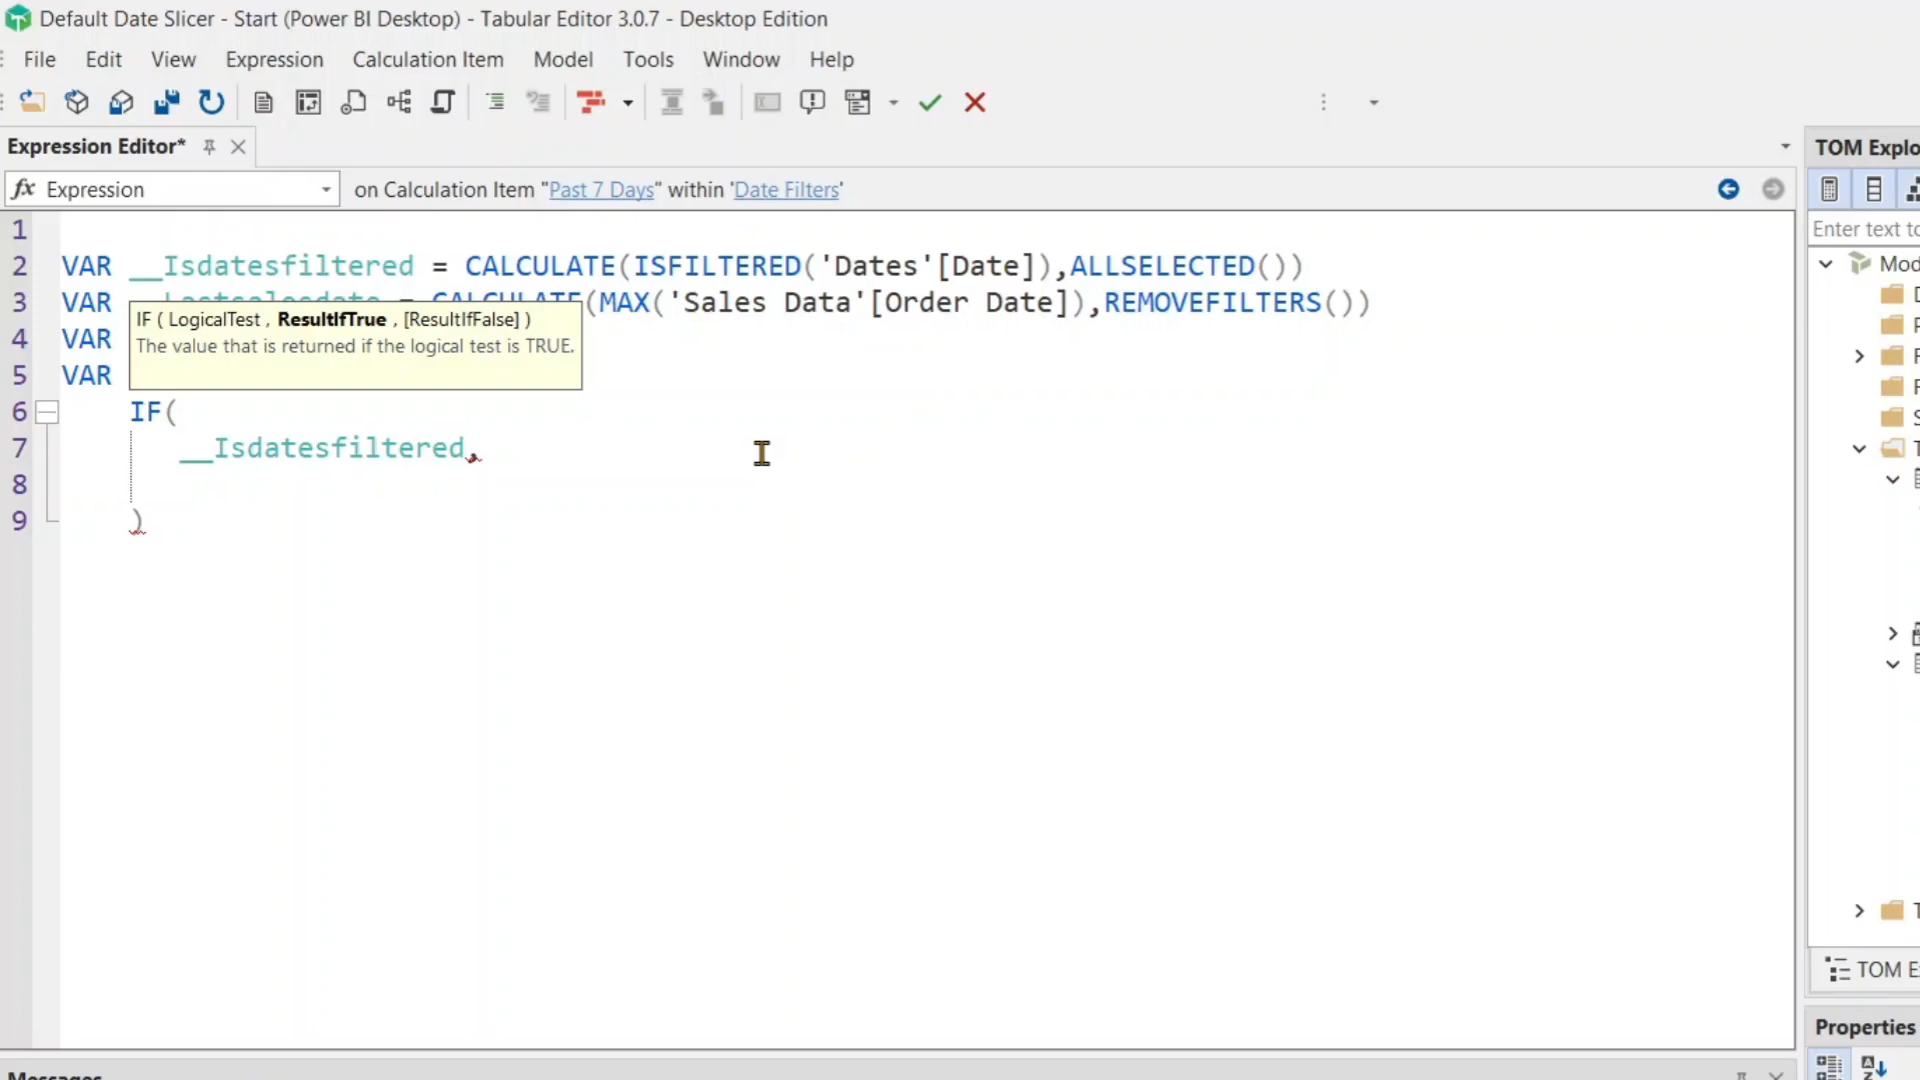 Default Date Slicer - Start (Power BI Desktop) - Tabular Editor 3.0.7 - Desktop Edition
File Edit View Expression Calculation Item Model Tools Window Help
Expression Editor*
TOM Explo
fx Expression on Calculation Item "Past 7 Days" within 'Date Filters'
Enter text to
1
2 VAR __Isdatesfiltered = CALCULATE(ISFILTERED('Dates'[Date]),ALLSELECTED())
3 VAR __Lastsalesdate = CALCULATE(MAX('Sales Data'[Order Date]),REMOVEFILTERS())
IF ( LogicalTest , ResultIfTrue , [ResultIfFalse] )
The value that is returned if the logical test is TRUE.
4 VAR
5 VAR
6 IF(
7 __Isdatesfiltered,
8
9 )
Mod
TOM E
Properties
Messages